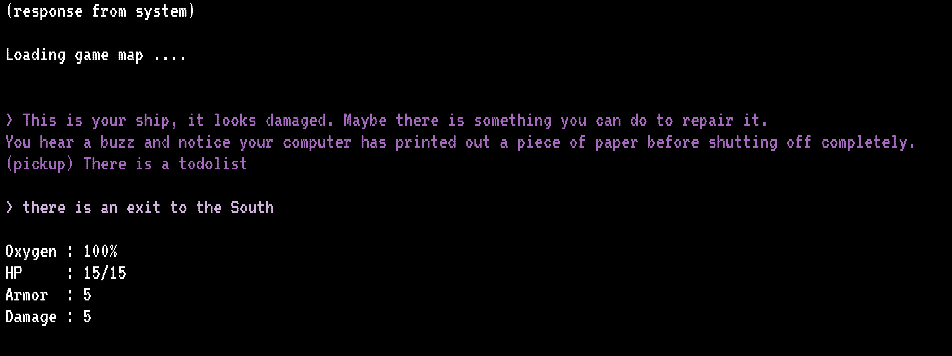 (response from system)
Loading game map ....
> This is your ship, it looks damaged. Maybe there is something you can do to repair it.
You hear a buzz and notice your computer has printed out a piece of paper before shutting off completely.
(pickup) There is a todolist
> there is an exit to the South
Oxygen : 100%
HP     : 15/15
Armor  : 5
Damage : 5